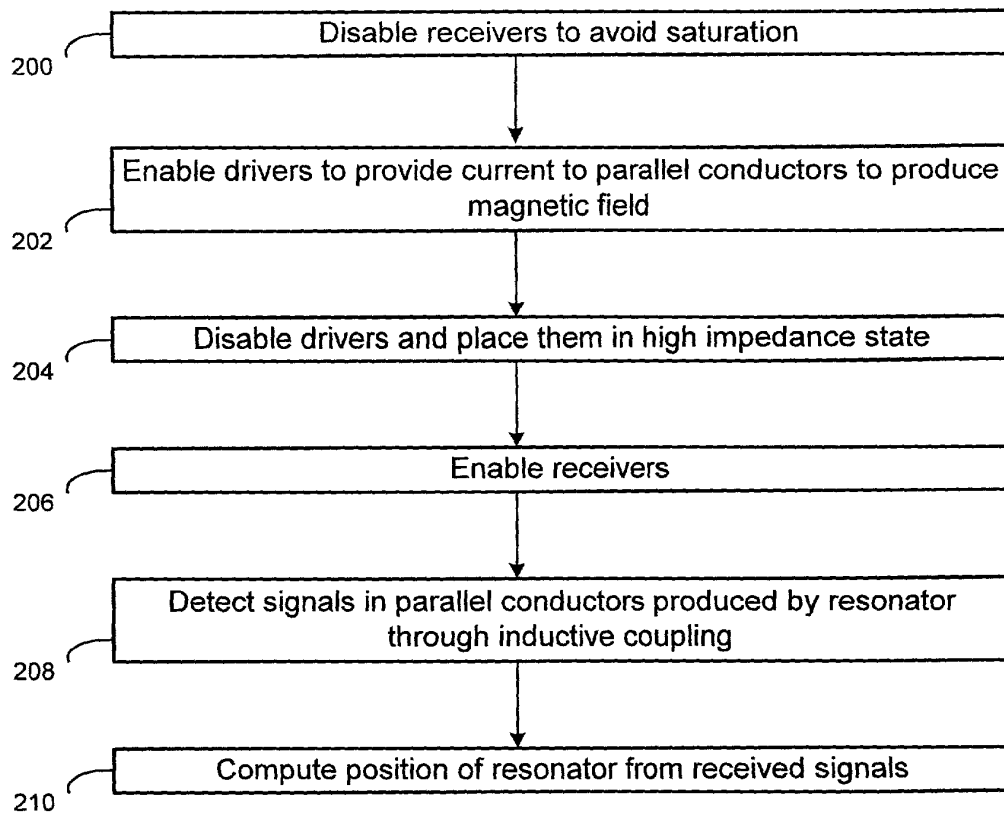 Disable receivers to avoid saturation
200
Enable drivers to provide current to parallel conductors to produce
magnetic field
202
Disable drivers and place them in high impedance state
204
Enable receivers
206
Detect signals in parallel conductors produced by resonator
through inductive coupling
208
Compute position of resonator from received signals
210